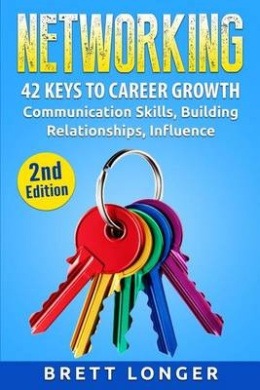 NETWORKING
42 KEYS TO CAREER GROWTH
Communication Skills, Building
Relationships, Influence
2nd
Edition
BRETT LONGER